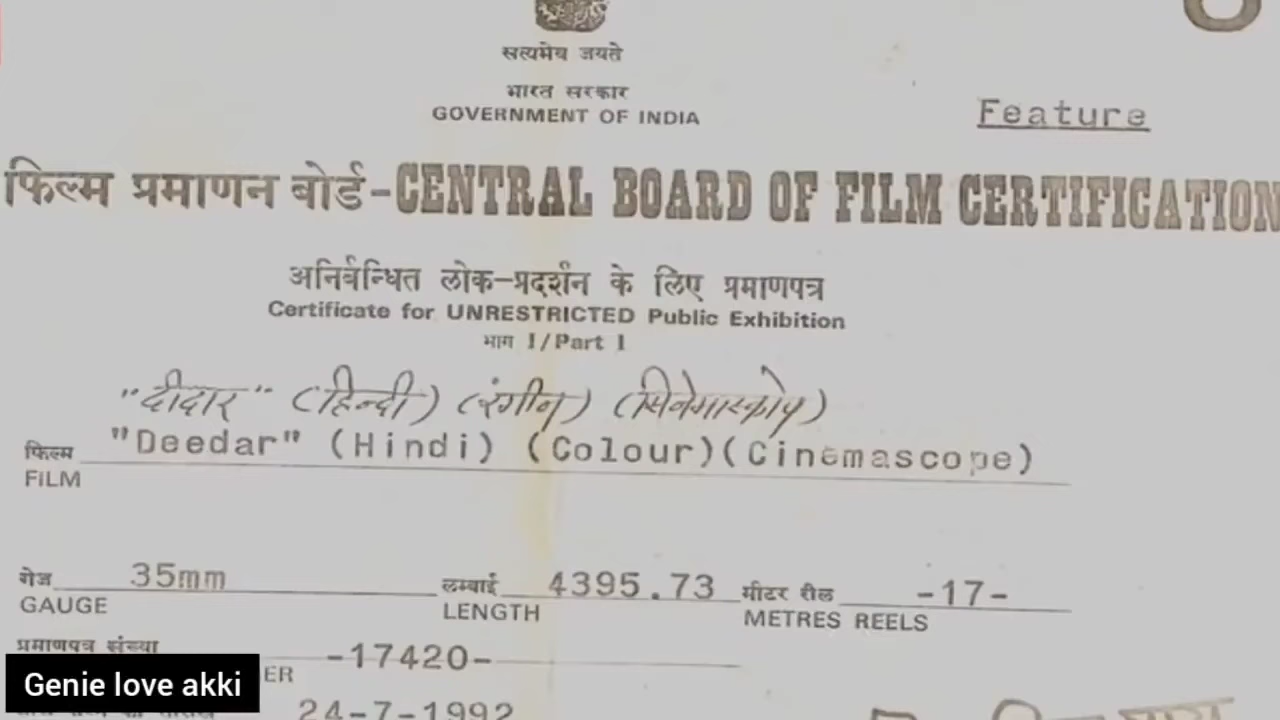 सत्यमेव जयते
भारत सरकार
GOVERNMENT OF INDIA
Feature
फिल्म प्रमाणन बोर्ड-CENTRAL BOARD OF FILM CERTIFICATION
अनिर्बन्धित लोक-प्रदर्शन के लिए प्रमाणपत्र
Certificate for UNRESTRICTED Public Exhibition
भाग I/Part I
"दीदार" (हिन्दी) (रंगीन) (सिनेमास्कोप)
फिल्म "Deedar" (Hindi) (Colour)(Cinemascope)
FILM
गेज 35mm लम्बाई 4395.73 मीटर रील -17-
GAUGE LENGTH METRES REELS
प्रमाणपत्र संख्या -17420-
ER
Genie love akki
24-7-1992